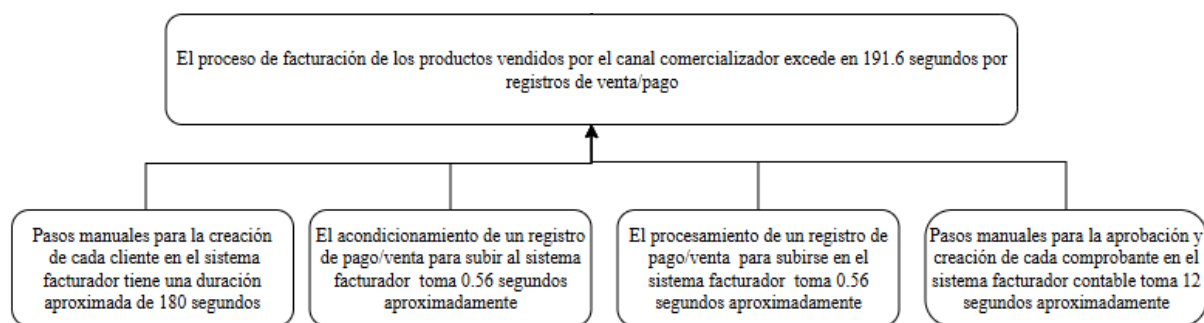 El proceso de facturación de los productos vendidos por el canal comercializador excede en 191.6 segundos por
registros de venta/pago
Pasos manuales para la creación
de cada cliente en el sistema
facturador tiene una duración
aproximada de 180 segundos
El acondicionamiento de un registro
de pago/venta para subir al sistema
facturador toma 0.56 segundos
aproximadamente
El procesamiento de un registro de
pago/venta para subirse en el
sistema facturador toma 0.56
segundos aproximadamente
Pasos manuales para la aprobación y
creación de cada comprobante en el
sistema facturador contable toma 12
segundos aproximadamente